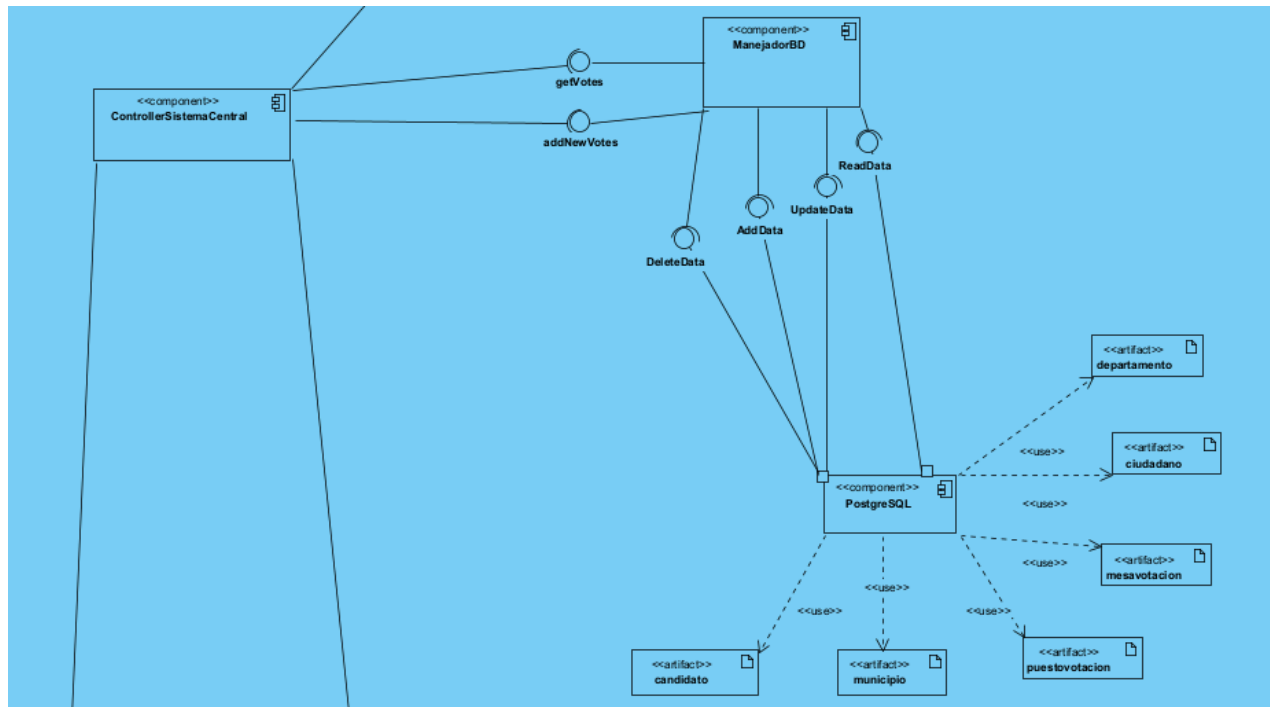 <<component>>
ManejadorBD
getVotes
<<component>>
ControllerSistemaCentral
addNewVotes
ReadData
UpdateData
AddData
DeleteData
<<artifact>>
departamento
<<use>>
<<artifact>>
ciudadano
<<component>>
PostgreSQL
<<use>>
<<artifact>>
mesavotacion
<<use>>
<<use>>
<<use>>
<<use>>
<<artifact>>
puestovotacion
<<artifact>>
candidato
<<artifact>>
municipio